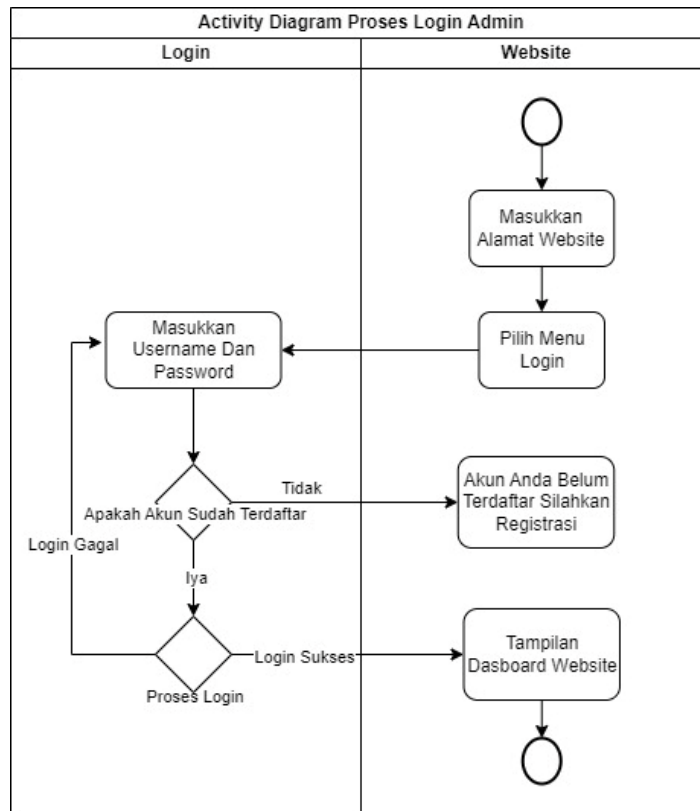 Activity Diagram Proses Login Admin
Login
Website
Masukkan
Alamat Website
Pilih Menu
Login
Masukkan
Username Dan
Password
Apakah Akun Sudah Terdaftar
Tidak
Akun Anda Belum
Terdaftar Silahkan
Registrasi
Login Gagal
Iya
Proses Login
Login Sukses
Tampilan
Dasboard Website